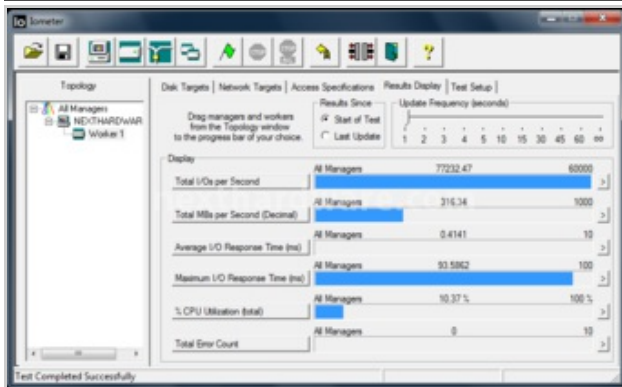 Iometer
Topology
All Managers
NEXTHARDWAR
Worker 1
Disk Targets | Network Targets | Access Specifications | Results Display | Test Setup
Drag managers and workers
from the Topology window
to the progress bar of your choice.
Results Since
Start of Test
Last Update
Update Frequency (seconds)
1 2 3 4 5 10 15 30 45 60 ∞
Display
Total I/Os per Second
All Managers 77232.47 60000
Total MBs per Second (Decimal)
All Managers 316.34 1000
Average I/O Response Time (ms)
All Managers 0.4141 10
Maximum I/O Response Time (ms)
All Managers 93.5862 100
% CPU Utilization (total)
All Managers 10.37 % 100 %
Total Error Count
All Managers 0 10
Test Completed Successfully